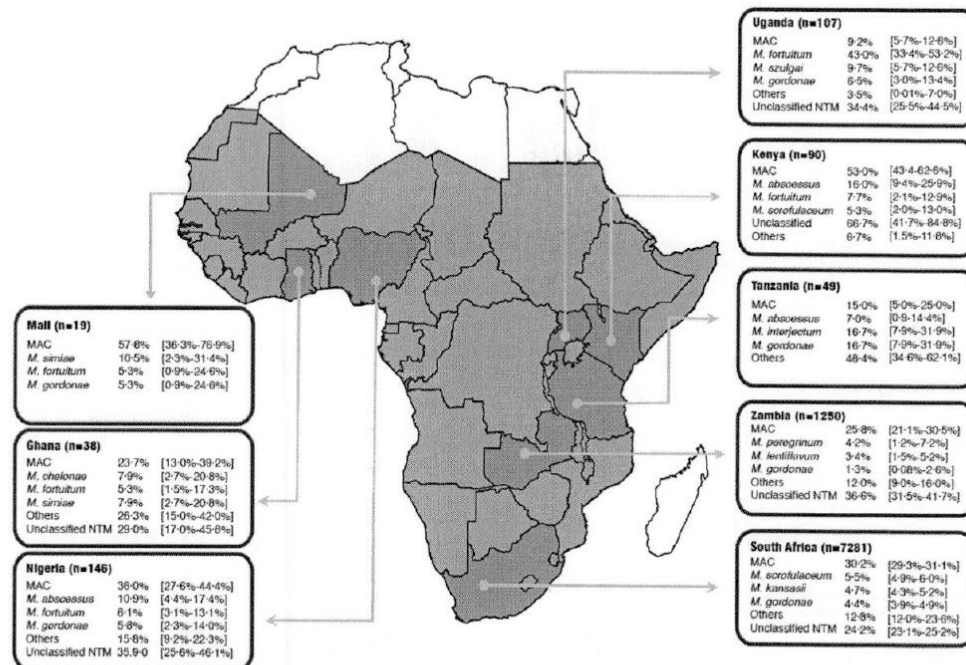 Uganda (n=107)
MAC 9·2% [5·7%-12·6%]
M. fortuitum 43·0% [33·4%-53·2%]
M. szulgai 9·7% [5·7%-12·6%]
M. gordonae 6·5% [3·0%-13·4%]
Others 3·5% [0·01%-7·0%]
Unclassified NTM 34·4% [25·5%-44·5%]
Kenya (n=90)
MAC 53·0% [43·4-62·6%]
M. abscessus 16·0% [9·4%-25·9%]
M. fortuitum 7·7% [2·1%-12·9%]
M. scrofulaceum 5·3% [2·0%-13·0%]
Unclassified 66·7% [41·7%-84·8%]
Others 6·7% [1·5%-11·8%]
Tanzania (n=49)
MAC 15·0% [5·0%-25·0%]
M. abscessus 7·0% [0·9-14·4%]
M. interjectum 16·7% [7·9%-31·9%]
M. gordonae 16·7% [7·9%-31·9%]
Others 48·4% [34·6%-62·1%]
Zambia (n=1250)
MAC 25·8% [21·1%-30·5%]
M. peregrinum 4·2% [1·2%-7·2%]
M. lentiflavum 3·4% [1·5%-5·2%]
M. gordonae 1·3% [0·08%-2·6%]
Others 12·0% [9·0%-16·0%]
Unclassified NTM 36·6% [31·5%-41·7%]
South Africa (n=7281)
MAC 30·2% [29·3%-31·1%]
M. scrofulaceum 5·5% [4·9%-6·0%]
M. kansasii 4·7% [4·3%-5·2%]
M. gordonae 4·4% [3·9%-4·9%]
Others 12·8% [12·0%-23·6%]
Unclassified NTM 24·2% [23·1%-25·2%]
Mali (n=19)
MAC 57·8% [36·3%-76·9%]
M. simiae 10·5% [2·3%-31·4%]
M. fortuitum 5·3% [0·9%-24·6%]
M. gordonae 5·3% [0·9%-24·6%]
Ghana (n=38)
MAC 23·7% [13·0%-39·2%]
M. chelonae 7·9% [2·7%-20·8%]
M. fortuitum 5·3% [1·5%-17·3%]
M. simiae 7·9% [2·7%-20·8%]
Others 26·3% [15·0%-42·0%]
Unclassified NTM 29·0% [17·0%-45·8%]
Nigeria (n=146)
MAC 36·0% [27·6%-44·4%]
M. abscessus 10·9% [4·4%-17·4%]
M. fortuitum 8·1% [3·1%-13·1%]
M. gordonae 5·8% [2·3%-14·0%]
Others 15·8% [9·2%-22·3%]
Unclassified NTM 35·9·0 [25·6%-46·1%]